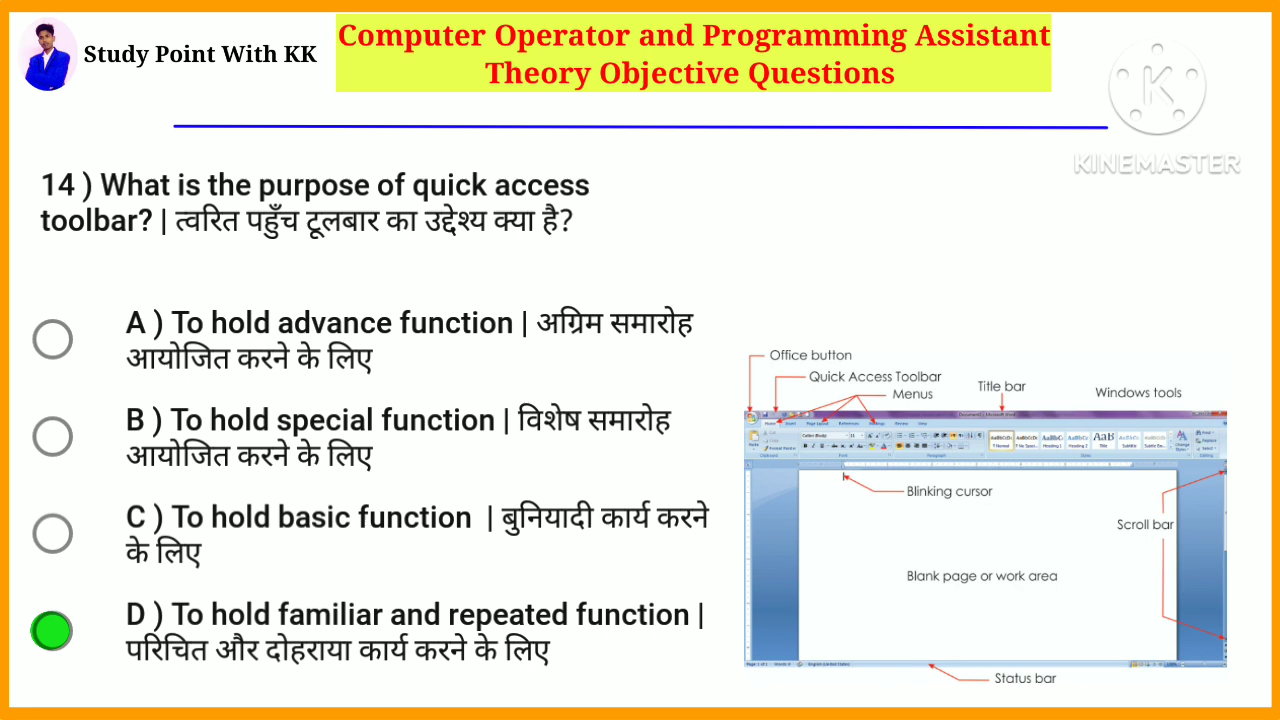 Study Point With KK
Computer Operator and Programming Assistant
Theory Objective Questions
KINEMASTER
14 ) What is the purpose of quick access
toolbar? | त्वरित पहुँच टूलबार का उद्देश्य क्या है?
A ) To hold advance function | अग्रिम समारोह
आयोजित करने के लिए
B ) To hold special function | विशेष समारोह
आयोजित करने के लिए
C ) To hold basic function | बुनियादी कार्य करने
के लिए
D ) To hold familiar and repeated function |
परिचित और दोहराया कार्य करने के लिए
Office button
Quick Access Toolbar
Menus
Title bar
Windows tools
Blinking cursor
Scroll bar
Blank page or work area
Status bar